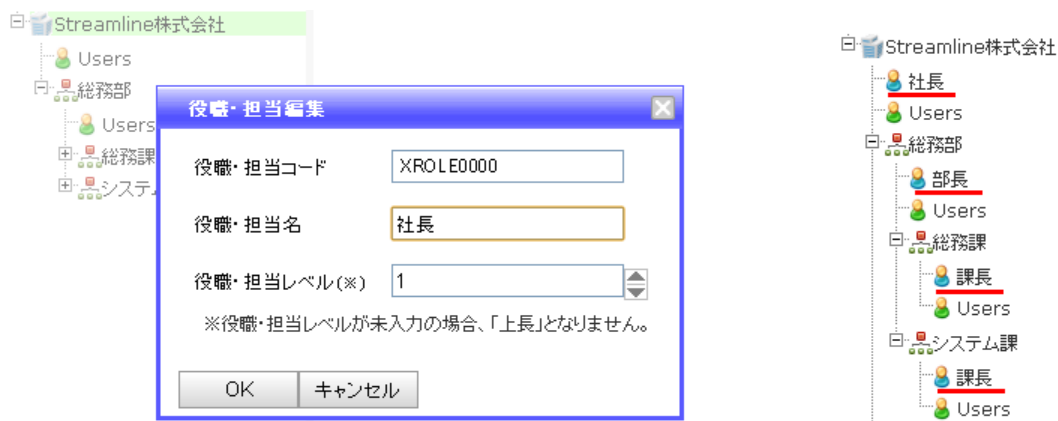 Streamline株式会社
Users
総務部
Users
総務課
システム
役職・担当編集
役職・担当コード
XROLE0000
役職・担当名
社長
役職・担当レベル(※)
1
※役職・担当レベルが未入力の場合、「上長」となりません。
OK
キャンセル
Streamline株式会社
社長
Users
総務部
部長
Users
総務課
課長
Users
システム課
課長
Users